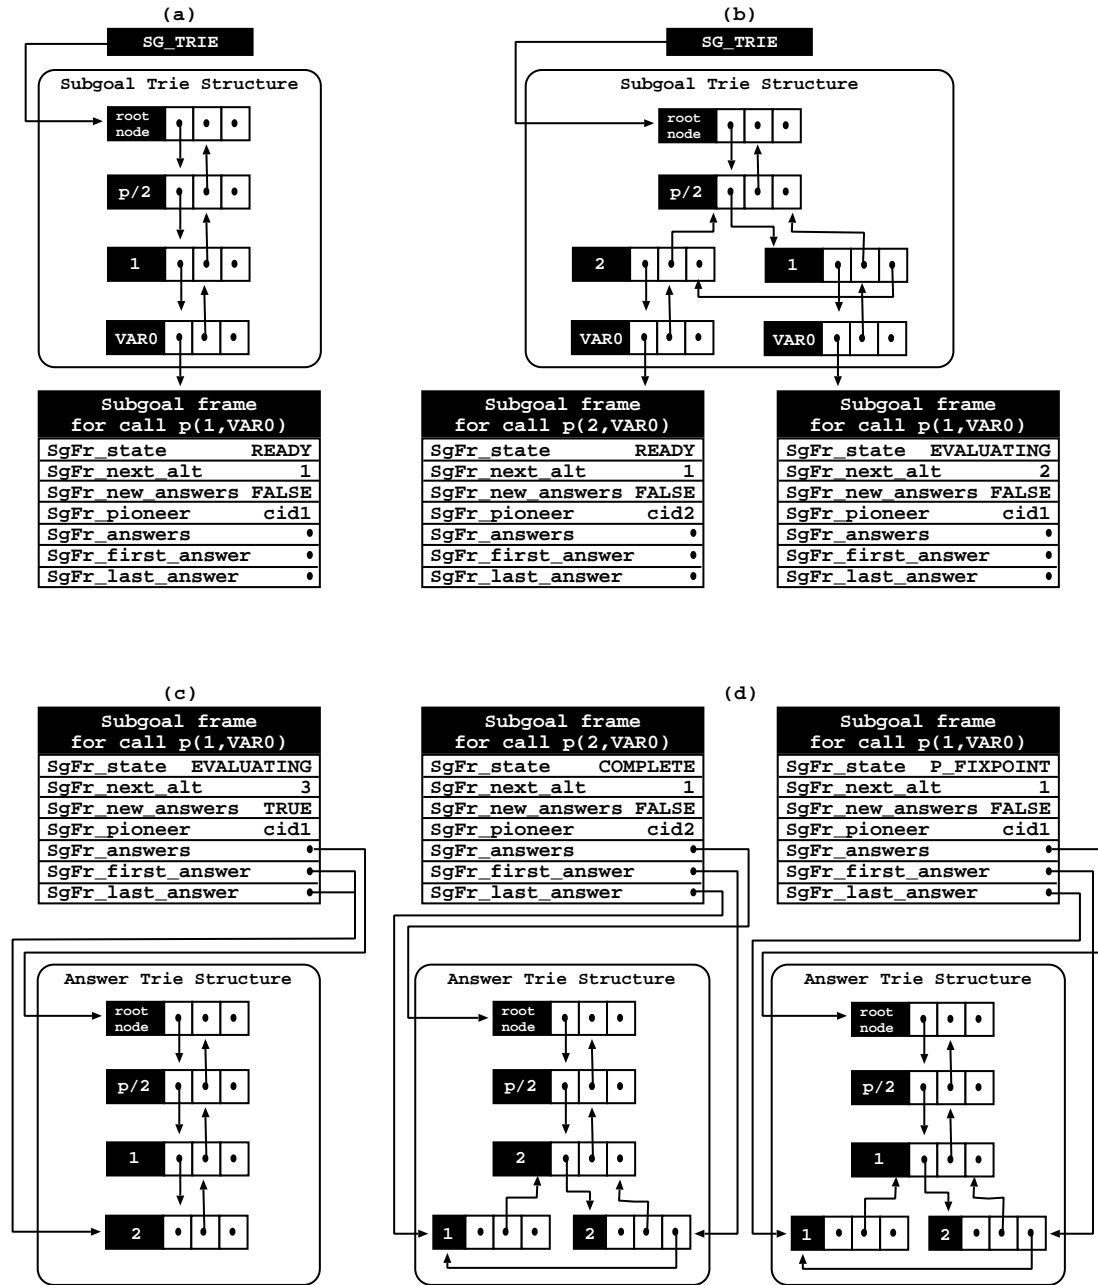 (a)
SG_TRIE
Subgoal Trie Structure
root
node
p/2
1
VAR0
Subgoal frame
for call p(1,VAR0)
SgFr_state READY
SgFr_next_alt 1
SgFr_new_answers FALSE
SgFr_pioneer cid1
SgFr_answers
SgFr_first_answer
SgFr_last_answer
(b)
SG_TRIE
Subgoal Trie Structure
root
node
p/2
2
1
VAR0
VAR0
Subgoal frame
for call p(2,VAR0)
SgFr_state READY
SgFr_next_alt 1
SgFr_new_answers FALSE
SgFr_pioneer cid2
SgFr_answers
SgFr_first_answer
SgFr_last_answer
Subgoal frame
for call p(1,VAR0)
SgFr_state EVALUATING
SgFr_next_alt 2
SgFr_new_answers FALSE
SgFr_pioneer cid1
SgFr_answers
SgFr_first_answer
SgFr_last_answer
(c)
Subgoal frame
for call p(1,VAR0)
SgFr_state EVALUATING
SgFr_next_alt 3
SgFr_new_answers TRUE
SgFr_pioneer cid1
SgFr_answers
SgFr_first_answer
SgFr_last_answer
Answer Trie Structure
root
node
p/2
1
2
(d)
Subgoal frame
for call p(2,VAR0)
SgFr_state COMPLETE
SgFr_next_alt 1
SgFr_new_answers FALSE
SgFr_pioneer cid2
SgFr_answers
SgFr_first_answer
SgFr_last_answer
Answer Trie Structure
root
node
p/2
2
1
2
Subgoal frame
for call p(1,VAR0)
SgFr_state P_FIXPOINT
SgFr_next_alt 1
SgFr_new_answers FALSE
SgFr_pioneer cid1
SgFr_answers
SgFr_first_answer
SgFr_last_answer
Answer Trie Structure
root
node
p/2
1
1
2